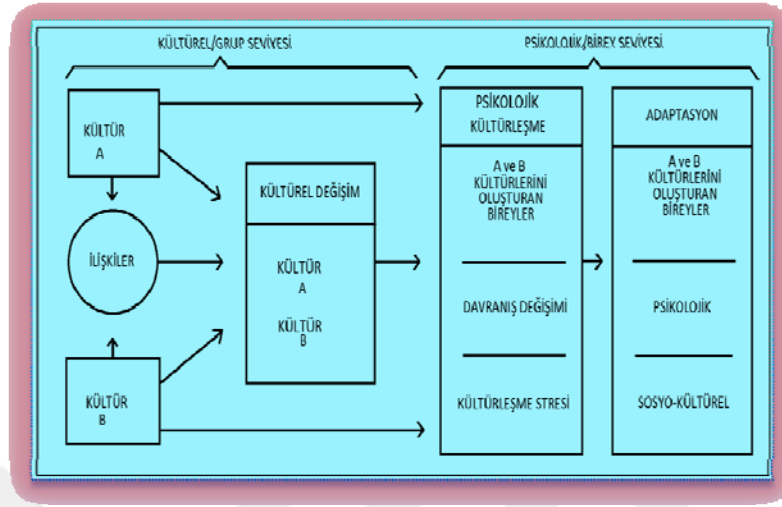 KÜLTÜREL/GRUP SEVİYESİ
PSİKOLOJİK/BİREY SEVİYESİ
KÜLTÜR
A
İLİŞKİLER
KÜLTÜR
B
KÜLTÜREL DEĞİŞİM
KÜLTÜR
A
KÜLTÜR
B
PSİKOLOJİK
KÜLTÜRLEŞME
A ve B
KÜLTÜRLERİNİ
OLUŞTURAN
BİREYLER
DAVRANIŞ DEĞİŞİMİ
KÜLTÜRLEŞME STRESİ
ADAPTASYON
A ve B
KÜLTÜRLERİNİ
OLUŞTURAN
BİREYLER
PSİKOLOJİK
SOSYO-KÜLTÜREL